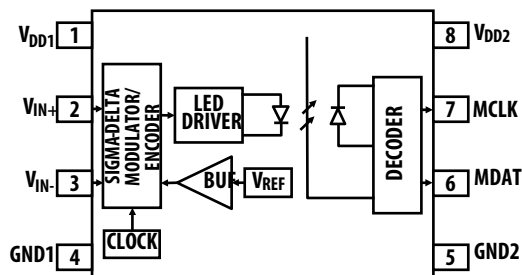 VDD1 1
8 VDD2
VIN+ 2
SIGMA-DELTA
MODULATOR/
ENCODER
LED
DRIVER
DECODER
7 MCLK
VIN- 3
BUF
VREF
6 MDAT
GND1 4
CLOCK
5 GND2